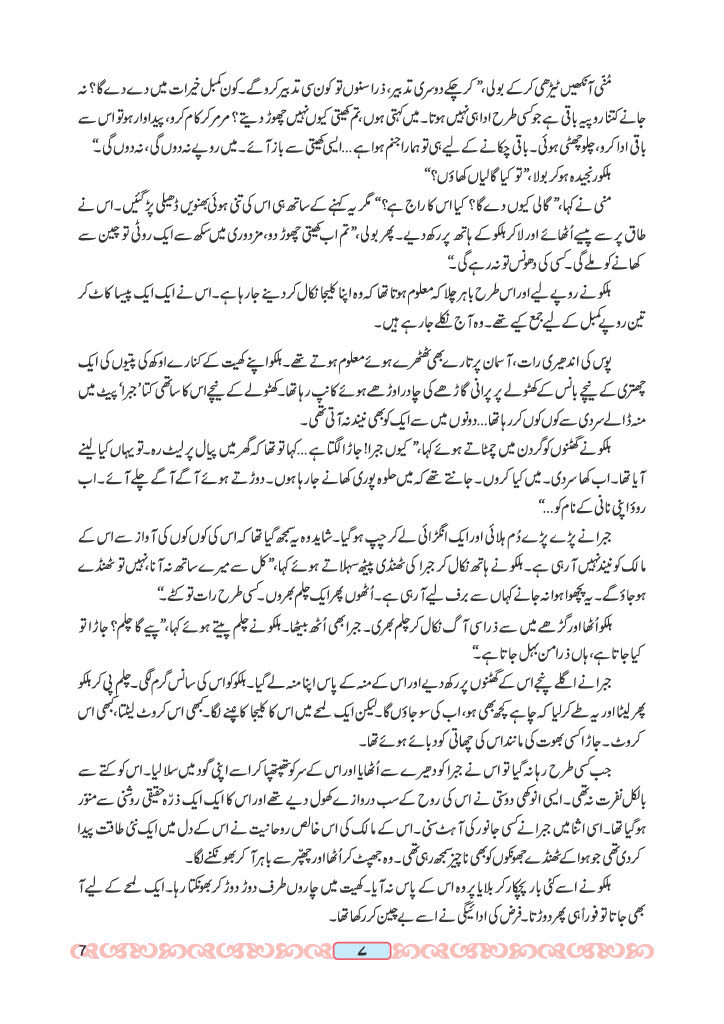 مُنّی آنکھیں ٹیڑھی کر کے بولی،”کر چکے دوسری تدبیر، ذرا سنوں تو کون سی تدبیر کرو گے۔ کون کمبل خیرات میں دے دے گا؟ نہ
جانے کتنا روپیہ باقی ہے جو کسی طرح ادا ہی نہیں ہوتا۔ میں کہتی ہوں، تم کھیتی کیوں نہیں چھوڑ دیتے؟ مر مر کر کام کرو، پیداوار ہو تو اس سے
باقی ادا کرو، چلو چھٹی ہوئی۔ باقی چکانے کے لیے ہی تو ہمارا جنم ہوا ہے ... ایسی کھیتی سے باز آئے۔ میں روپے نہ دوں گی، نہ دوں گی۔“
ہلکو رنجیدہ ہو کر بولا،”تو کیا گالیاں کھاؤں؟“
منی نے کہا،”گالی کیوں دے گا؟ کیا اس کا راج ہے؟“ مگر یہ کہنے کے ساتھ ہی اس کی تنی ہوئی بھنویں ڈھیلی پڑ گئیں۔ اس نے
طاق پر سے پیسے اُٹھائے اور لا کر ہلکو کے ہاتھ پر رکھ دیے۔ پھر بولی،”تم اب کھیتی چھوڑ دو، مزدوری میں سکھ سے ایک روٹی تو چین سے
کھانے کو ملے گی۔ کسی کی دھونس تو نہ رہے گی۔“
ہلکو نے روپے لیے اور اس طرح باہر چلا کہ معلوم ہوتا تھا کہ وہ اپنا کلیجا نکال کر دینے جا رہا ہے۔ اس نے ایک ایک پیسا کاٹ کر
تین روپے کمبل کے لیے جمع کیے تھے۔ وہ آج نکلے جا رہے ہیں۔
پوس کی اندھیری رات، آسمان پر تارے بھی ٹھٹھرے ہوئے معلوم ہوتے تھے۔ ہلکو اپنے کھیت کے کنارے اوکھ کی پتیوں کی ایک
چھتری کے نیچے بانس کے کھٹولے پر پرانی گاڑھے کی چادر اوڑھے ہوئے کانپ رہا تھا۔ کھٹولے کے نیچے اس کا ساتھی کتا’جبرا‘ پیٹ میں
منہ ڈالے سردی سے کوں کوں کر رہا تھا ... دونوں میں سے ایک کو بھی نیند نہ آتی تھی۔
ہلکو نے گھٹنوں کو گردن میں چمٹاتے ہوئے کہا،”کیوں جبرا! جاڑا لگتا ہے ... کہا تو تھا کہ گھر میں پیال پر لیٹ رہ۔ تو یہاں کیا لینے
آیا تھا۔ اب کھا سردی۔ میں کیا کروں۔ جانتے تھے کہ میں حلوہ پوری کھانے جا رہا ہوں۔ دوڑتے ہوئے آگے آگے چلے آئے۔ اب
روؤ اپنی نانی کے نام کو ...“
جبرا نے پڑے پڑے دُم ہلائی اور ایک انگڑائی لے کر چپ ہو گیا۔ شاید وہ یہ سمجھ گیا تھا کہ اس کی کوں کوں کی آواز سے اس کے
مالک کو نیند نہیں آ رہی ہے۔ ہلکو نے ہاتھ نکال کر جبرا کی ٹھنڈی پیٹھ سہلاتے ہوئے کہا،”کل سے میرے ساتھ نہ آنا، نہیں تو ٹھنڈے
ہو جاؤ گے۔ یہ پچھوا ہوا نہ جانے کہاں سے برف لیے آ رہی ہے۔ اُٹھوں پھر ایک چلم بھروں۔ کسی طرح رات تو کٹے۔“
ہلکو اُٹھا اور گڑھے میں سے ذرا سی آگ نکال کر چلم بھری۔ جبرا بھی اُٹھ بیٹھا۔ ہلکو نے چلم پیتے ہوئے کہا،”پیے گا چلم؟ جاڑا تو
کیا جاتا ہے، ہاں ذرا من بہل جاتا ہے۔“
جبرا نے اگلے پنجے اس کے گھٹنوں پر رکھ دیے اور اس کے منہ کے پاس اپنا منہ لے گیا۔ ہلکو کو اس کی سانس گرم لگی۔ چلم پی کر ہلکو
پھر لیٹا اور یہ طے کر لیا کہ چاہے کچھ بھی ہو، اب کی سو جاؤں گا۔ لیکن ایک لمحے میں اس کا کلیجا کانپنے لگا۔ کبھی اس کروٹ لیٹتا، کبھی اس
کروٹ۔ جاڑا کسی بھوت کی مانند اس کی چھاتی کو دبائے ہوئے تھا۔
جب کسی طرح رہا نہ گیا تو اس نے جبرا کو دھیرے سے اُٹھایا اور اس کے سر کو تھپتھپا کر اسے اپنی گود میں سلا لیا۔ اس کو کتے سے
بالکل نفرت نہ تھی۔ ایسی انوکھی دوستی نے اس کی روح کے سب دروازے کھول دیے تھے اور اس کا ایک ایک ذرّہ حقیقی روشنی سے منوّر
ہو گیا تھا۔ اسی اثنا میں جبرا نے کسی جانور کی آہٹ سنی۔ اس کے مالک کی اس خالص روحانیت نے اس کے دل میں ایک نئی طاقت پیدا
کر دی تھی جو ہوا کے ٹھنڈے جھونکوں کو بھی ناچیز سمجھ رہی تھی۔ وہ جھپٹ کر اُٹھا اور چھپّر سے باہر آ کر بھونکنے لگا۔
ہلکو نے اسے کئی بار پچکار کر بلایا پر وہ اس کے پاس نہ آیا۔ کھیت میں چاروں طرف دوڑ دوڑ کر بھونکتا رہا۔ ایک لمحے کے لیے آ
بھی جاتا تو فوراً ہی پھر دوڑتا۔ فرض کی ادائیگی نے اسے بے چین کر رکھا تھا۔
7
۷